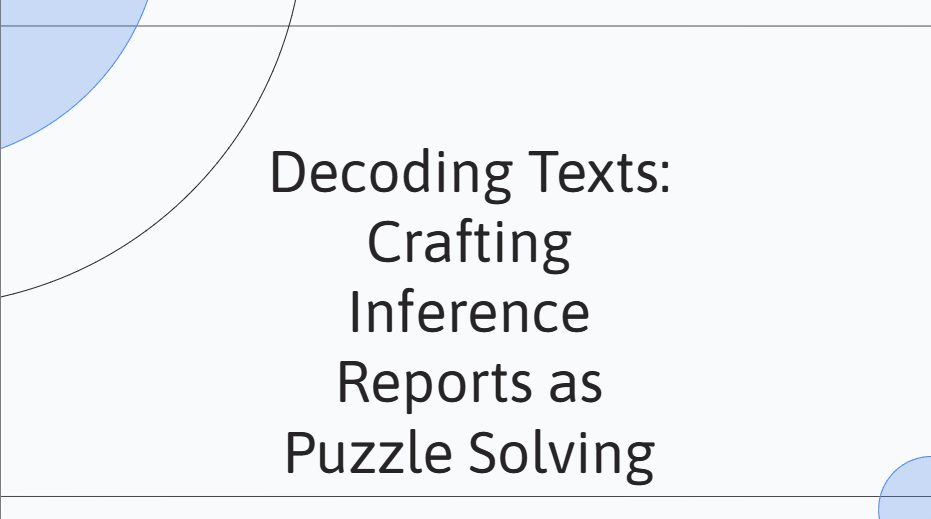 Decoding Texts:
Crafting
Inference
Reports as
Puzzle Solving